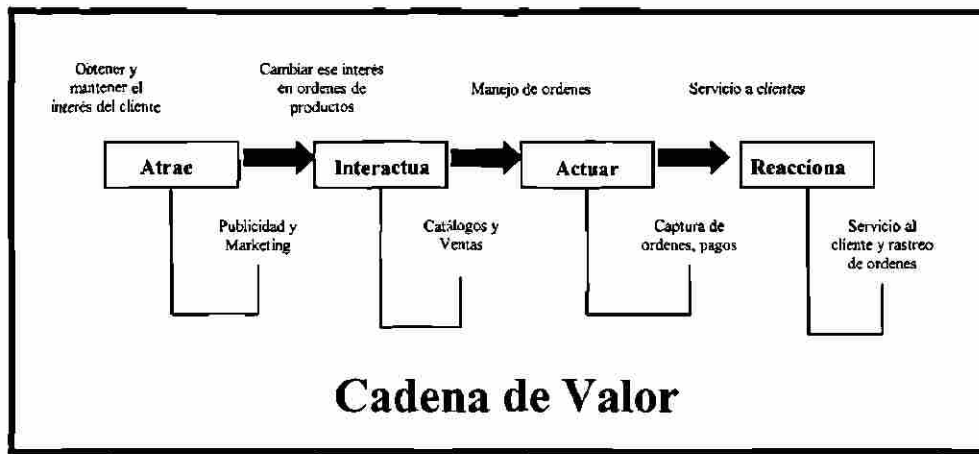 Obtener y
mantener el
interés del cliente
Cambiar ese interés
en ordenes de
productos
Manejo de ordenes
Servicio a clientes
Atrae
Interactua
Actuar
Reacciona
Publicidad y
Marketing
Catálogos y
Ventas
Captura de
ordenes, pagos
Servicio al
cliente y rastreo
de ordenes
Cadena de Valor